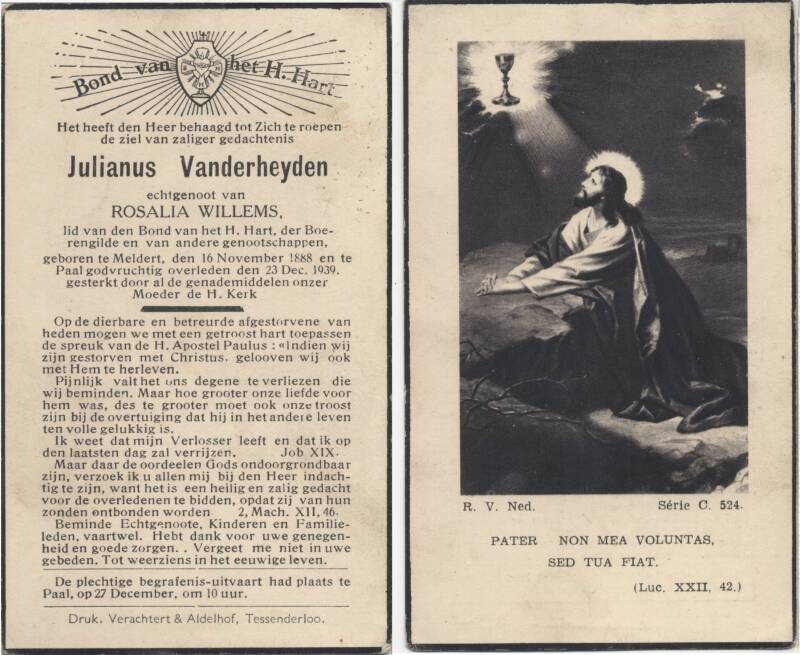 Bond van het H. Hart
Het heeft den Heer behaagd tot Zich te roepen
de ziel van zaliger gedachtenis
Julianus Vanderheyden
echtgenoot van
ROSALIA WILLEMS,
lid van den Bond van het H. Hart, der Boe-
rengilde en van andere genootschappen,
geboren te Meldert, den 16 November 1888 en te
Paal godvruchtig overleden den 23 Dec. 1939.
gesterkt door al de genademiddelen onzer
Moeder de H. Kerk
Op de dierbare en betreurde afgestorvene van
heden mogen we met een getroost hart toepassen
de spreuk van de H. Apostel Paulus : «Indien wij
zijn gestorven met Christus, gelooven wij ook
met Hem te herleven.
Pijnlijk valt het ons degene te verliezen die
wij beminden. Maar hoe grooter onze liefde voor
hem was, des te grooter moet ook onze troost
zijn bij de overtuiging dat hij in het andere leven
ten volle gelukkig is.
Ik weet dat mijn Verlosser leeft en dat ik op
den laatsten dag zal verrijzen. Job XIX.
Maar daar de oordeelen Gods ondoorgrondbaar
zijn, verzoek ik u allen mij bij den Heer indach-
tig te zijn, want het is een heilig en zalig gedacht
voor de overledenen te bidden, opdat zij van hun
zonden ontbonden worden 2, Mach. XII, 46.
Beminde Echtgenoote, Kinderen en Familie-
leden, vaartwel. Hebt dank voor uwe genegen-
heid en goede zorgen. . Vergeet me niet in uwe
gebeden. Tot weerziens in het eeuwige leven.
De plechtige begrafenis-uitvaart had plaats te
Paal, op 27 December, om 10 uur.
Druk. Verachtert & Aldelhof, Tessenderloo.
R. V. Ned. Série C. 524.
PATER NON MEA VOLUNTAS,
SED TUA FIAT.
(Luc. XXII, 42.)